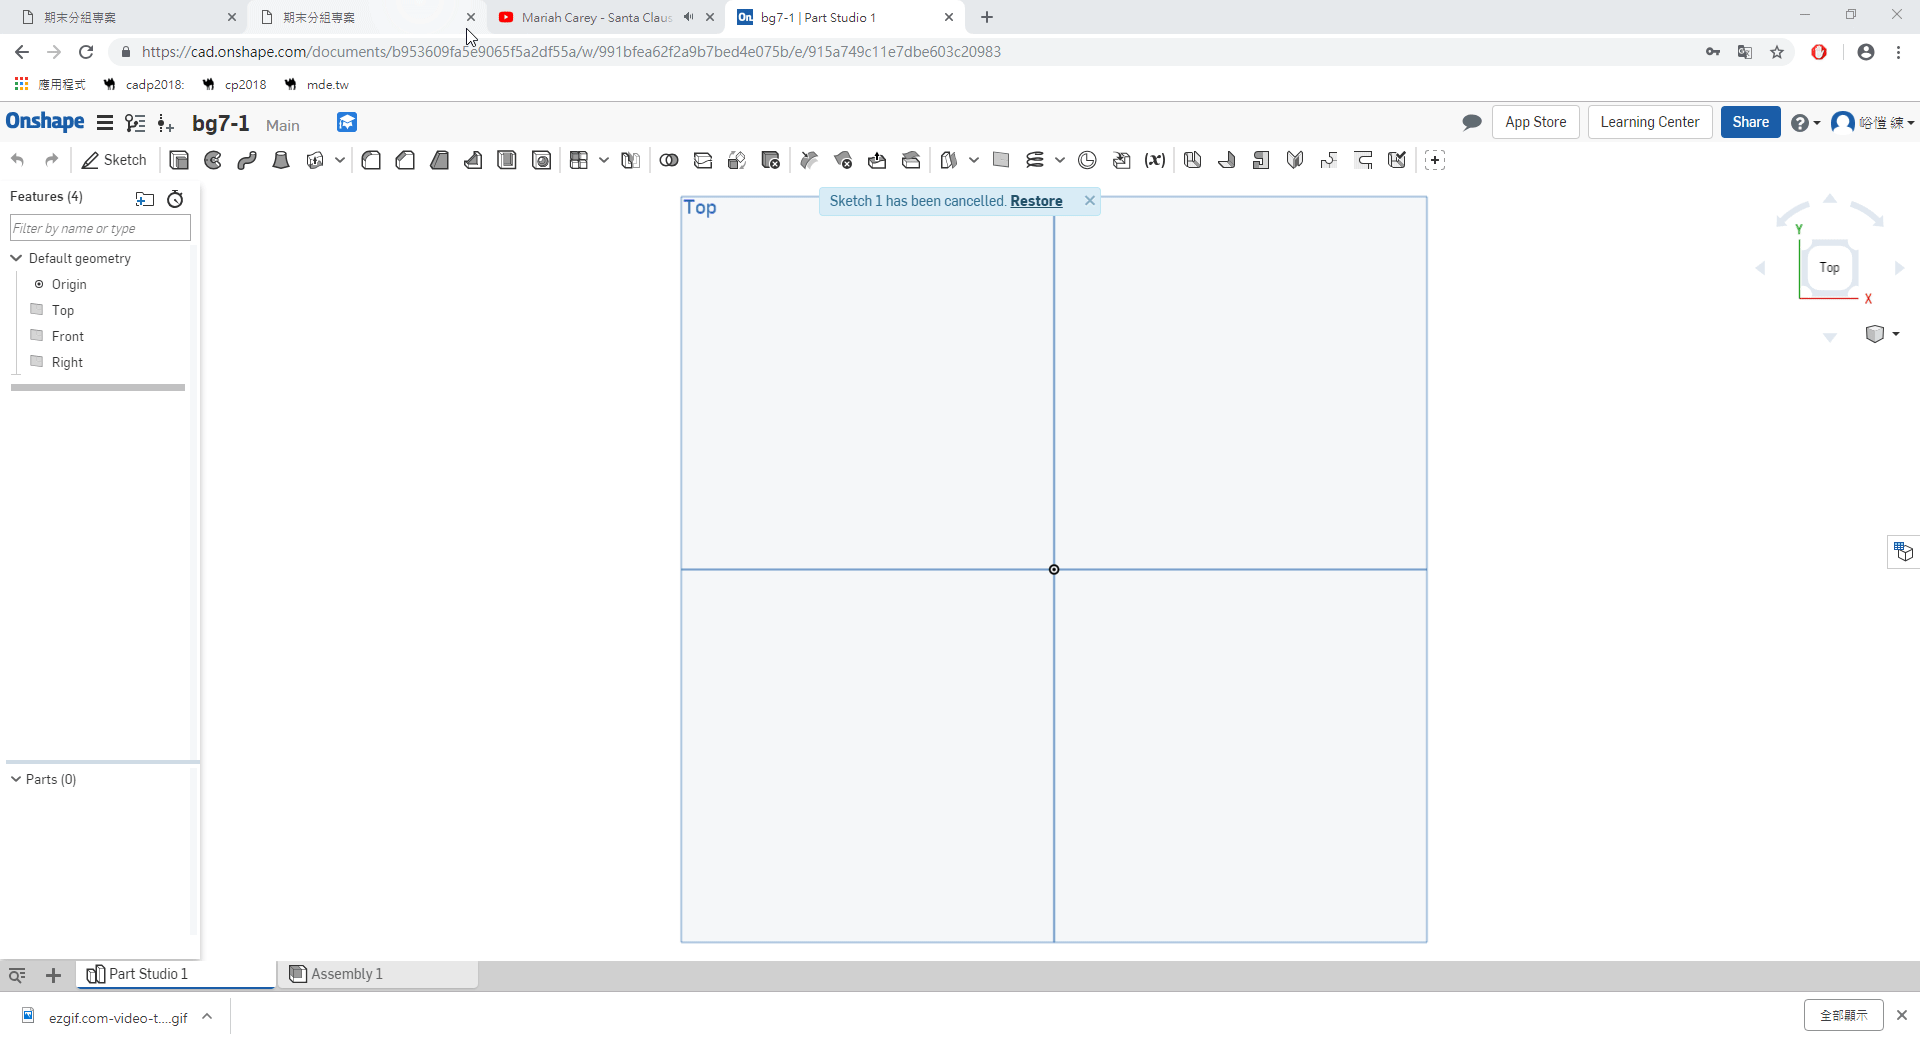 期末分組專案
期末分組專案
Mariah Carey - Santa Claus
bg7-1 | Part Studio 1
https://cad.onshape.com/documents/b953609fa5e9065f5a2df55a/w/991bfea62f2a9b7bed4e075b/e/915a749c11e7dbe603c20983
應用程式
cadp2018:
cp2018
mde.tw
Onshape
bg7-1
Main
App Store
Learning Center
Share
峪愷 練
Sketch
(x)
Features (4)
Filter by name or type
Default geometry
Origin
Top
Front
Right
Parts (0)
Sketch 1 has been cancelled. Restore
Top
Y
Top
X
Part Studio 1
Assembly 1
ezgif.com-video-t....gif
全部顯示